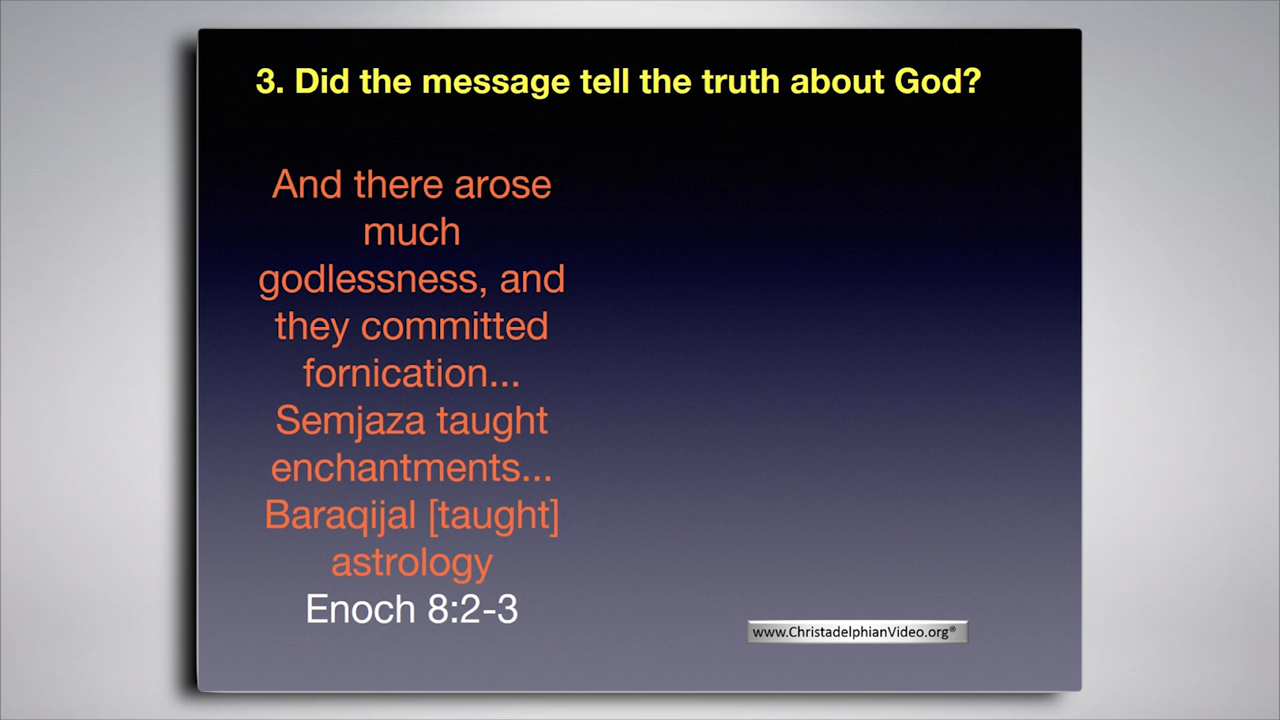 3. Did the message tell the truth about God?
And there arose
much
godlessness, and
they committed
fornication...
Semjaza taught
enchantments...
Baraqijal [taught]
astrology
Enoch 8:2-3
www.ChristadelphianVideo.org®